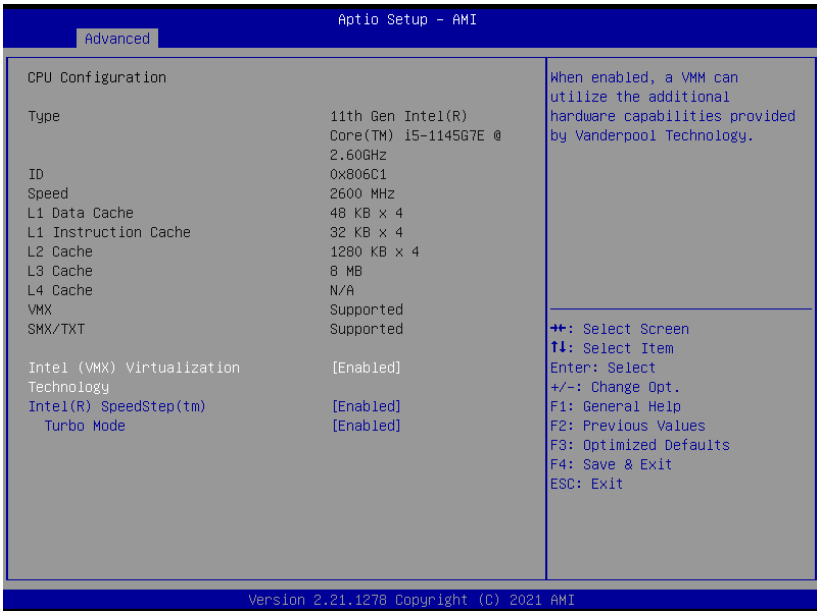 Aptio Setup – AMI
Advanced
CPU Configuration
Type 11th Gen Intel(R)
Core(TM) i5-1145G7E @
2.60GHz
ID 0x806C1
Speed 2600 MHz
L1 Data Cache 48 KB x 4
L1 Instruction Cache 32 KB x 4
L2 Cache 1280 KB x 4
L3 Cache 8 MB
L4 Cache N/A
VMX Supported
SMX/TXT Supported
Intel (VMX) Virtualization [Enabled]
Technology
Intel(R) SpeedStep(tm) [Enabled]
Turbo Mode [Enabled]
When enabled, a VMM can
utilize the additional
hardware capabilities provided
by Vanderpool Technology.
→←: Select Screen
↑↓: Select Item
Enter: Select
+/-: Change Opt.
F1: General Help
F2: Previous Values
F3: Optimized Defaults
F4: Save & Exit
ESC: Exit
Version 2.21.1278 Copyright (C) 2021 AMI